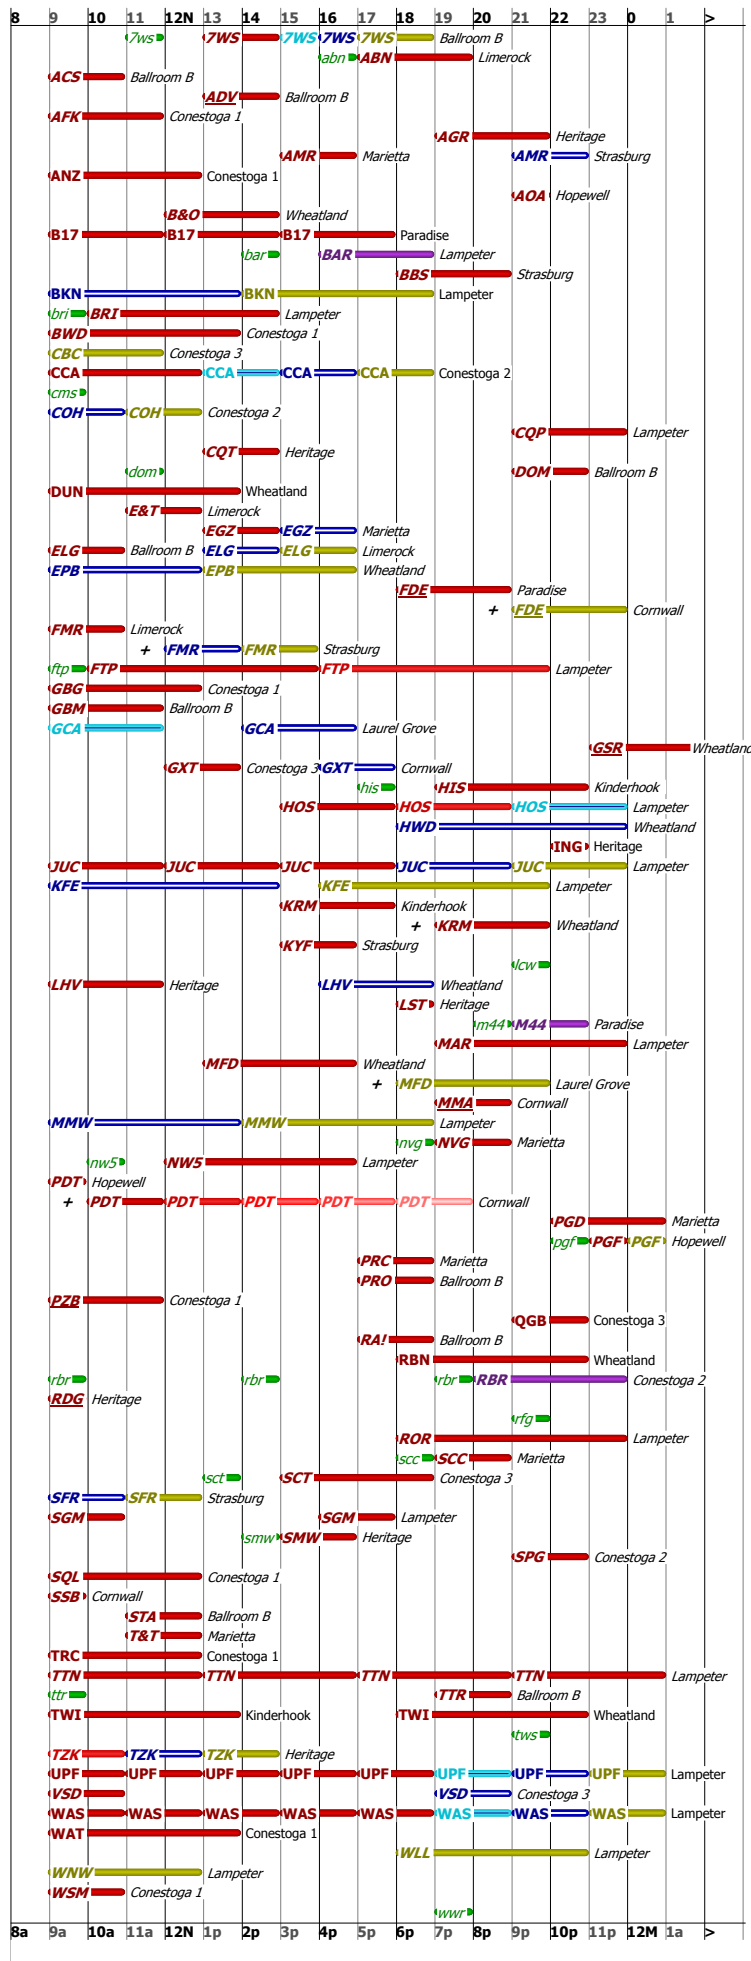 8 9 10 11 12N 13 14 15 16 17 18 19 20 21 22 23 0 1 >
7ws 7WS 7WS 7WS 7WS Ballroom B
abn ABN Limerock
ACS Ballroom B
ADV Ballroom B
AFK Conestoga 1
AGR Heritage
AMR Marietta AMR Strasburg
ANZ Conestoga 1
AOA Hopewell
B&O Wheatland
B17 B17 B17 Paradise
bar BAR Lampeter
BBS Strasburg
BKN BKN Lampeter
bri BRI Lampeter
BWD Conestoga 1
CBC Conestoga 3
CCA CCA CCA CCA Conestoga 2
cms
COH COH Conestoga 2
CQP Lampeter
CQT Heritage
dom DOM Ballroom B
DUN Wheatland
E&T Limerock
EGZ EGZ Marietta
ELG Ballroom B ELG ELG Limerock
EPB EPB Wheatland
FDE Paradise
+ FDE Cornwall
FMR Limerock
+ FMR FMR Strasburg
ftp FTP FTP Lampeter
GBG Conestoga 1
GBM Ballroom B
GCA GCA Laurel Grove
GSR Wheatland
GXT Conestoga 3 GXT Cornwall
his HIS Kinderhook
HOS HOS HOS Lampeter
HWD Wheatland
ING Heritage
JUC JUC JUC JUC JUC Lampeter
KFE KFE Lampeter
KRM Kinderhook
+ KRM Wheatland
KYF Strasburg
lcw
LHV Heritage LHV Wheatland
LST Heritage
m44 M44 Paradise
MAR Lampeter
MFD Wheatland
+ MFD Laurel Grove
MMA Cornwall
MMW MMW Lampeter
nvg NVG Marietta
nw5 NW5 Lampeter
PDT Hopewell
+ PDT PDT PDT PDT PDT Cornwall
PGD Marietta
pgf PGF PGF Hopewell
PRC Marietta
PRO Ballroom B
PZB Conestoga 1
QGB Conestoga 3
RA! Ballroom B
RBN Wheatland
rbr rbr rbr RBR Conestoga 2
RDG Heritage
rfg
ROR Lampeter
scc SCC Marietta
sct SCT Conestoga 3
SFR SFR Strasburg
SGM SGM Lampeter
smw SMW Heritage
SPG Conestoga 2
SQL Conestoga 1
SSB Cornwall
STA Ballroom B
T&T Marietta
TRC Conestoga 1
TTN TTN TTN TTN Lampeter
ttr TTR Ballroom B
TWI Kinderhook TWI Wheatland
tws
TZK TZK TZK Heritage
UPF UPF UPF UPF UPF UPF UPF UPF Lampeter
VSD VSD Conestoga 3
WAS WAS WAS WAS WAS WAS WAS WAS Lampeter
WAT Conestoga 1
WLL Lampeter
WNW Lampeter
WSM Conestoga 1
wwr
8a 9a 10a 11a 12N 1p 2p 3p 4p 5p 6p 7p 8p 9p 10p 11p 12M 1a >